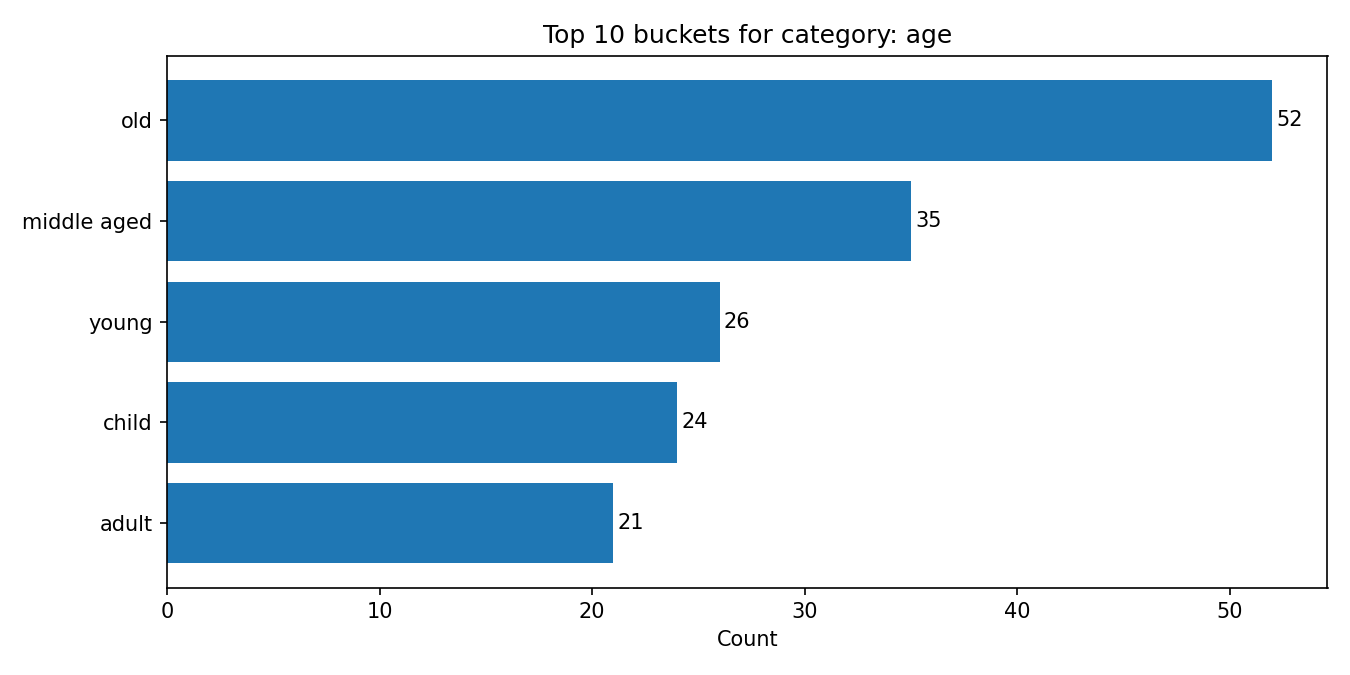 Top 10 buckets for category: age
old
52
middle aged
35
young
26
child
24
adult
21
0 10 20 30 40 50
Count